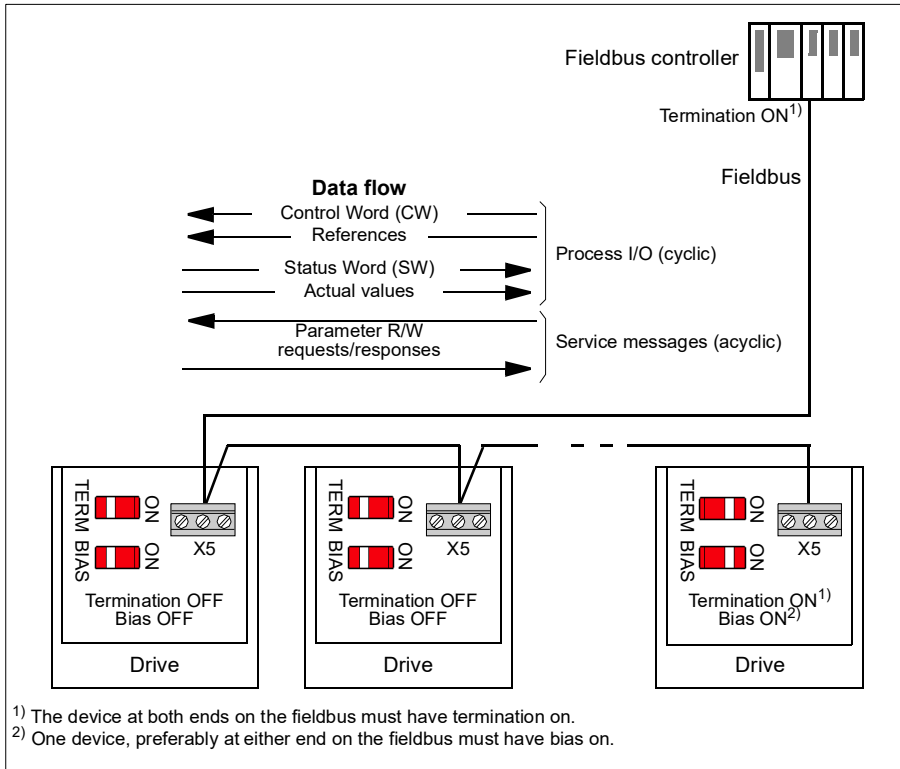 Fieldbus controller
Termination ON1)
Fieldbus
Data flow
Control Word (CW)
References
Status Word (SW)
Actual values
Process I/O (cyclic)
Parameter R/W
requests/responses
Service messages (acyclic)
TERM
ON
BIAS
ON
X5
Termination OFF
Bias OFF
Drive
TERM
ON
BIAS
ON
X5
Termination OFF
Bias OFF
Drive
TERM
ON
BIAS
ON
X5
Termination ON1)
Bias ON2)
Drive
1) The device at both ends on the fieldbus must have termination on.
2) One device, preferably at either end on the fieldbus must have bias on.